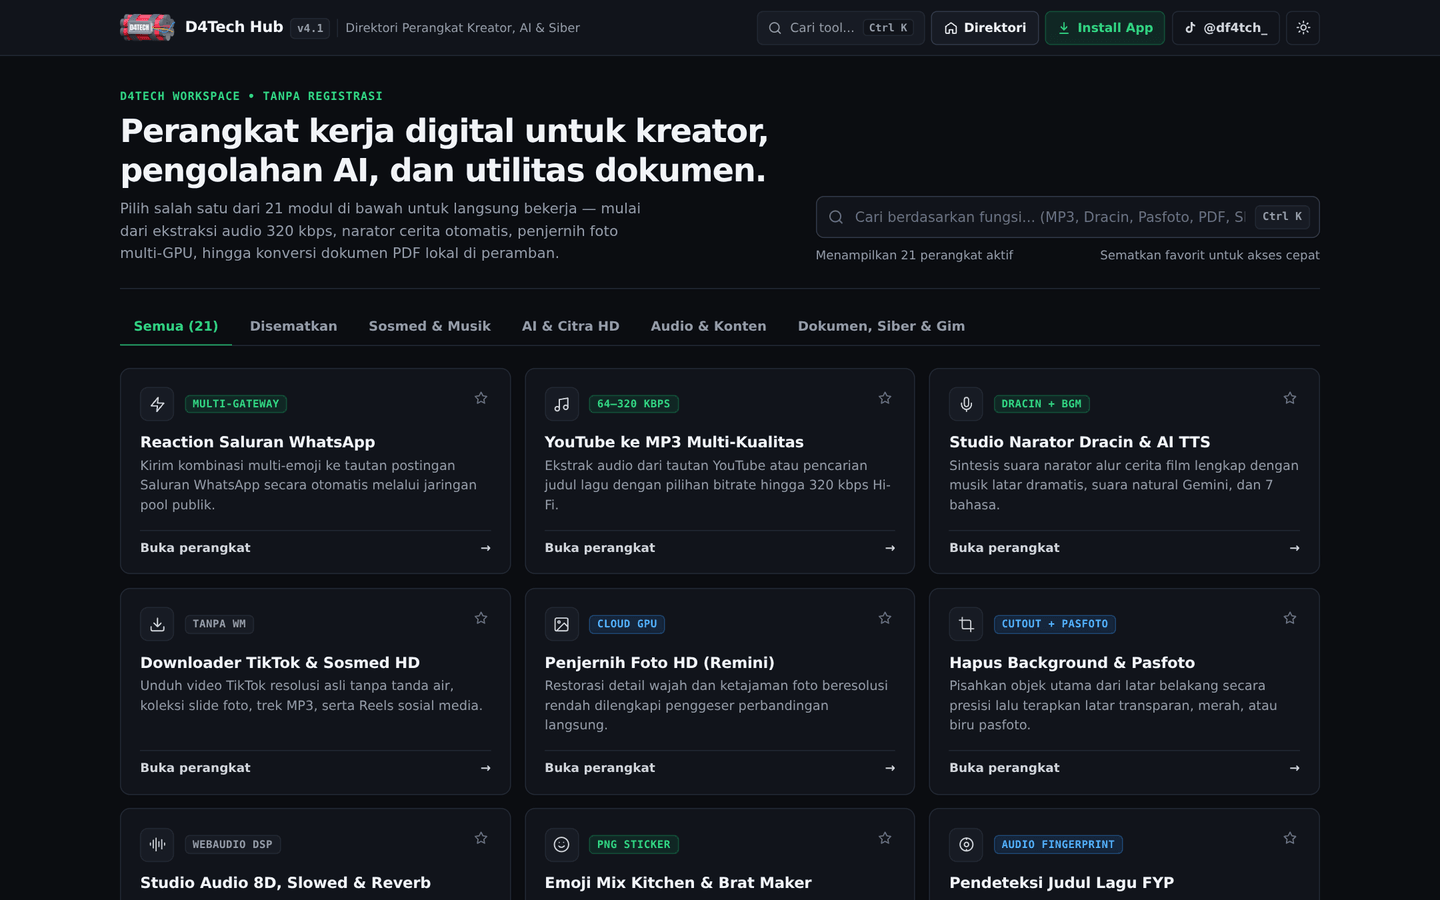 D4TECH
D4Tech Hub v4.1 Direktori Perangkat Kreator, AI & Siber
Cari tool... Ctrl K
Direktori
Install App
@df4tch_
D4TECH WORKSPACE • TANPA REGISTRASI
Perangkat kerja digital untuk kreator,
pengolahan AI, dan utilitas dokumen.
Pilih salah satu dari 21 modul di bawah untuk langsung bekerja — mulai
dari ekstraksi audio 320 kbps, narator cerita otomatis, penjernih foto
multi-GPU, hingga konversi dokumen PDF lokal di peramban.
Cari berdasarkan fungsi... (MP3, Dracin, Pasfoto, PDF, S Ctrl K
Menampilkan 21 perangkat aktif
Sematkan favorit untuk akses cepat
Semua (21)
Disematkan
Sosmed & Musik
AI & Citra HD
Audio & Konten
Dokumen, Siber & Gim
MULTI-GATEWAY
Reaction Saluran WhatsApp
Kirim kombinasi multi-emoji ke tautan postingan
Saluran WhatsApp secara otomatis melalui jaringan
pool publik.
Buka perangkat →
64–320 KBPS
YouTube ke MP3 Multi-Kualitas
Ekstrak audio dari tautan YouTube atau pencarian
judul lagu dengan pilihan bitrate hingga 320 kbps Hi-
Fi.
Buka perangkat →
DRACIN + BGM
Studio Narator Dracin & AI TTS
Sintesis suara narator alur cerita film lengkap dengan
musik latar dramatis, suara natural Gemini, dan 7
bahasa.
Buka perangkat →
TANPA WM
Downloader TikTok & Sosmed HD
Unduh video TikTok resolusi asli tanpa tanda air,
koleksi slide foto, trek MP3, serta Reels sosial media.
Buka perangkat →
CLOUD GPU
Penjernih Foto HD (Remini)
Restorasi detail wajah dan ketajaman foto beresolusi
rendah dilengkapi penggeser perbandingan
langsung.
Buka perangkat →
CUTOUT + PASFOTO
Hapus Background & Pasfoto
Pisahkan objek utama dari latar belakang secara
presisi lalu terapkan latar transparan, merah, atau
biru pasfoto.
Buka perangkat →
WEBAUDIO DSP
Studio Audio 8D, Slowed & Reverb
PNG STICKER
Emoji Mix Kitchen & Brat Maker
AUDIO FINGERPRINT
Pendeteksi Judul Lagu FYP